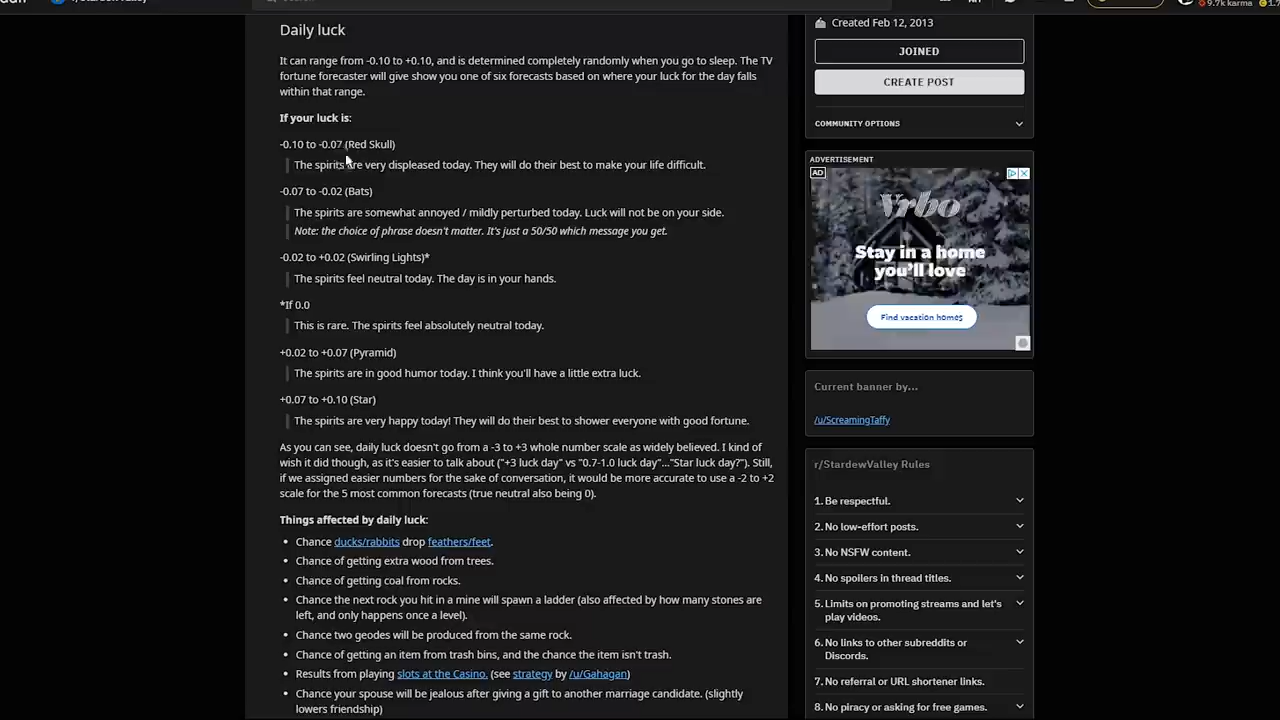 9.7k karma
Daily luck
It can range from -0.10 to +0.10, and is determined completely randomly when you go to sleep. The TV
fortune forecaster will give show you one of six forecasts based on where your luck for the day falls
within that range.
If your luck is:
-0.10 to -0.07 (Red Skull)
The spirits are very displeased today. They will do their best to make your life difficult.
-0.07 to -0.02 (Bats)
The spirits are somewhat annoyed / mildly perturbed today. Luck will not be on your side.
Note: the choice of phrase doesn't matter. It's just a 50/50 which message you get.
-0.02 to +0.02 (Swirling Lights)*
The spirits feel neutral today. The day is in your hands.
*If 0.0
This is rare. The spirits feel absolutely neutral today.
+0.02 to +0.07 (Pyramid)
The spirits are in good humor today. I think you'll have a little extra luck.
+0.07 to +0.10 (Star)
The spirits are very happy today! They will do their best to shower everyone with good fortune.
As you can see, daily luck doesn't go from a -3 to +3 whole number scale as widely believed. I kind of
wish it did though, as it's easier to talk about ("+3 luck day" vs "0.7-1.0 luck day"..."Star luck day?"). Still,
if we assigned easier numbers for the sake of conversation, it would be more accurate to use a -2 to +2
scale for the 5 most common forecasts (true neutral also being 0).
Things affected by daily luck:
• Chance ducks/rabbits drop feathers/feet.
• Chance of getting extra wood from trees.
• Chance of getting coal from rocks.
• Chance the next rock you hit in a mine will spawn a ladder (also affected by how many stones are
left, and only happens once a level).
• Chance two geodes will be produced from the same rock.
• Chance of getting an item from trash bins, and the chance the item isn't trash.
• Results from playing slots at the Casino. (see strategy by /u/Gahagan)
• Chance your spouse will be jealous after giving a gift to another marriage candidate. (slightly
lowers friendship)
Created Feb 12, 2013
JOINED
CREATE POST
COMMUNITY OPTIONS
ADVERTISEMENT
AD
Vrbo
Stay in a home
you'll love
Find vacation homes
Current banner by...
/u/ScreamingTaffy
r/StardewValley Rules
1. Be respectful.
2. No low-effort posts.
3. No NSFW content.
4. No spoilers in thread titles.
5. Limits on promoting streams and let's
play videos.
6. No links to other subreddits or
Discords.
7. No referral or URL shortener links.
8. No piracy or asking for free games.